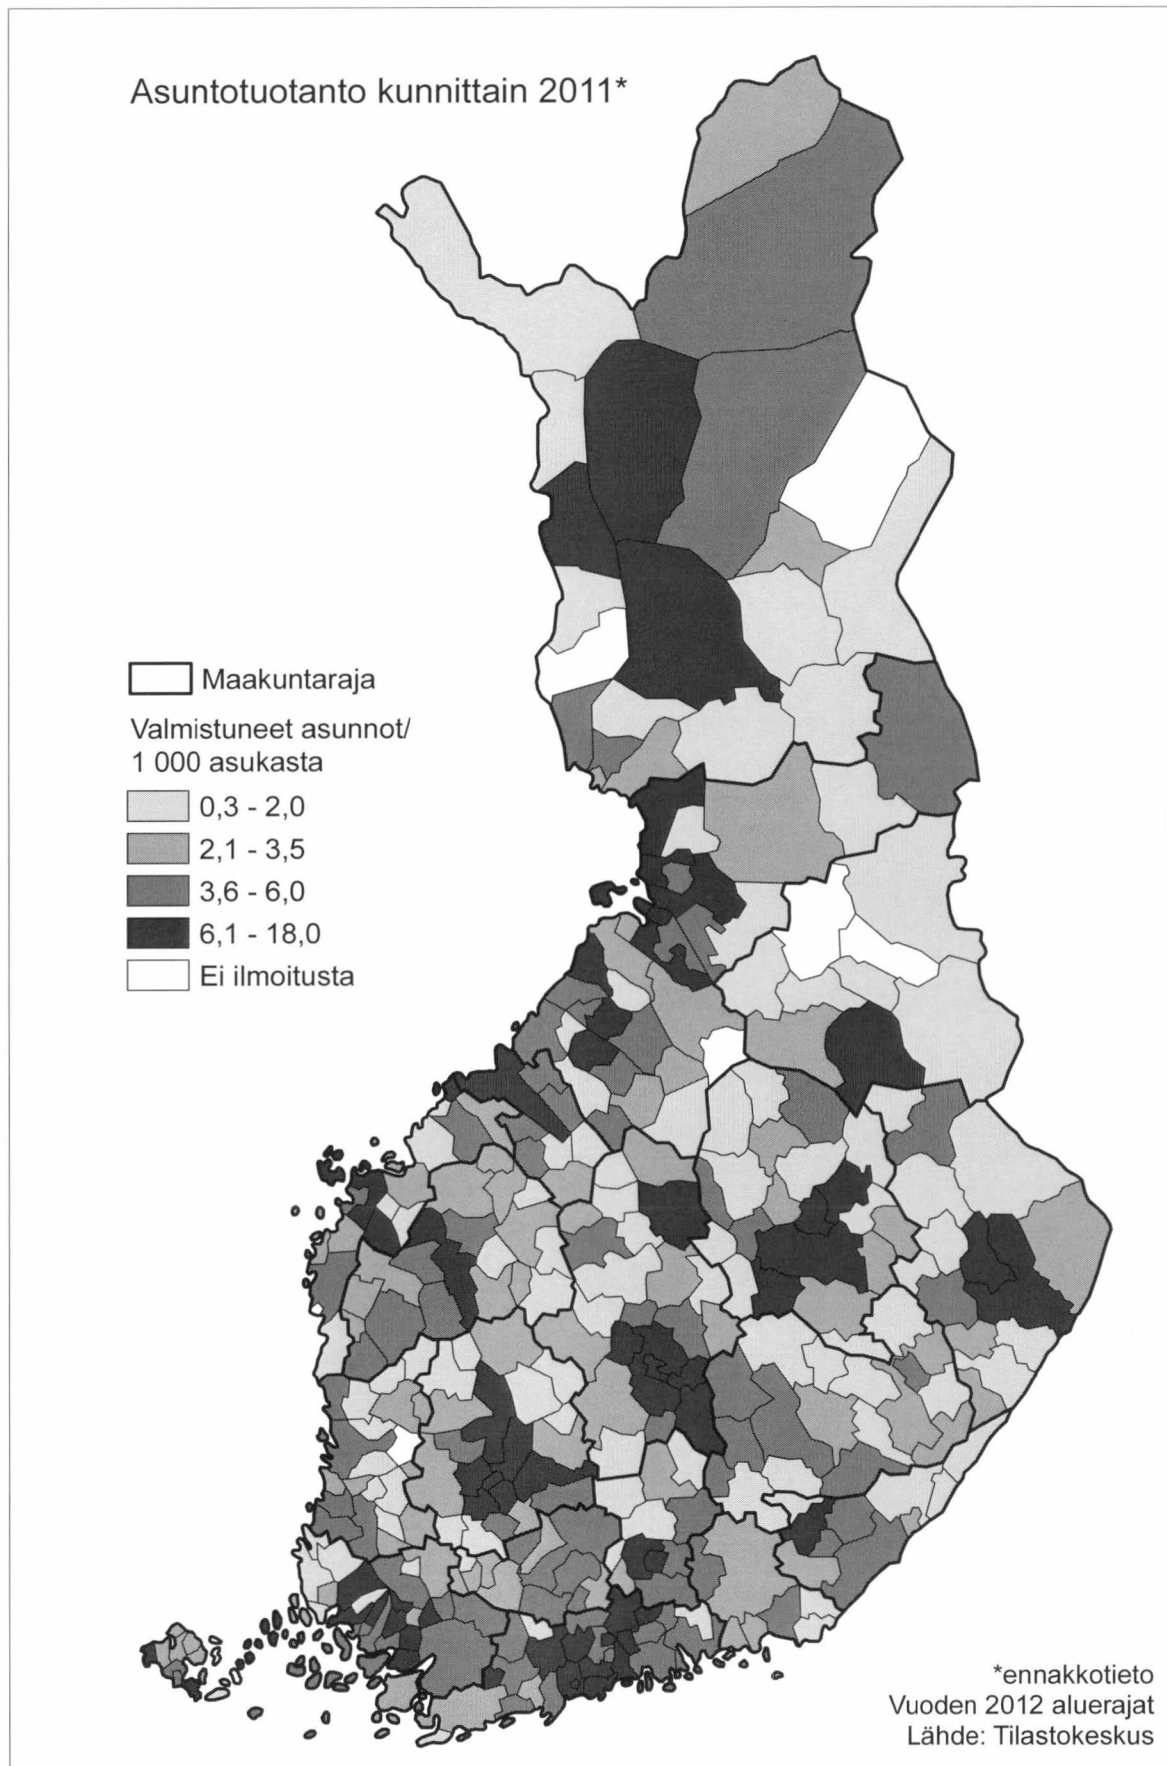 Asuntotuotanto kunnittain 2011*
Maakuntaraja
Valmistuneet asunnot/
1 000 asukasta
0,3 - 2,0
2,1 - 3,5
3,6 - 6,0
6,1 - 18,0
Ei ilmoitusta
*ennakkotieto
Vuoden 2012 aluerajat
Lähde: Tilastokeskus